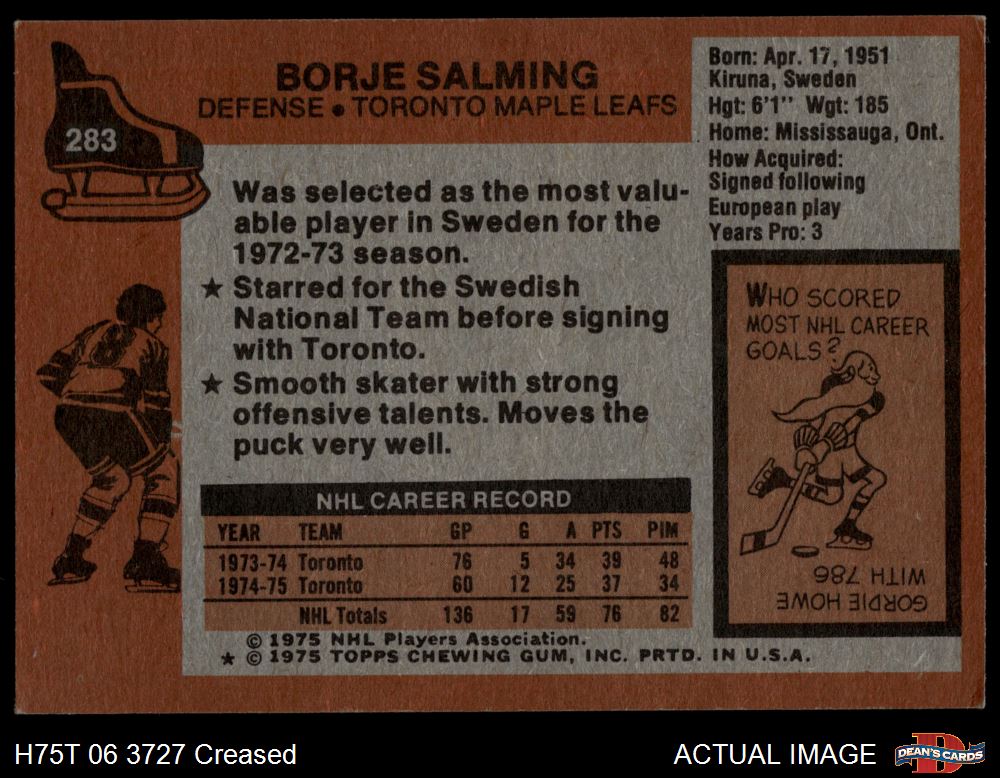 283
BORJE SALMING
DEFENSE • TORONTO MAPLE LEAFS
Born: Apr. 17, 1951
Kiruna, Sweden
Hgt: 6'1'' Wgt: 185
Home: Mississauga, Ont.
How Acquired:
Signed following
European play
Years Pro: 3
Was selected as the most valu-
able player in Sweden for the
1972-73 season.
★ Starred for the Swedish
National Team before signing
with Toronto.
★ Smooth skater with strong
offensive talents. Moves the
puck very well.
8
WHO SCORED
MOST NHL CAREER
GOALS?
GORDIE HOWE
WITH 786
NHL CAREER RECORD
YEAR TEAM GP G A PTS PIM
1973-74 Toronto 76 5 34 39 48
1974-75 Toronto 60 12 25 37 34
NHL Totals 136 17 59 76 82
© 1975 NHL Players Association.
★ © 1975 TOPPS CHEWING GUM, INC. PRTD. IN U.S.A.
H75T 06 3727 Creased
ACTUAL IMAGE
DEAN'S CARDS